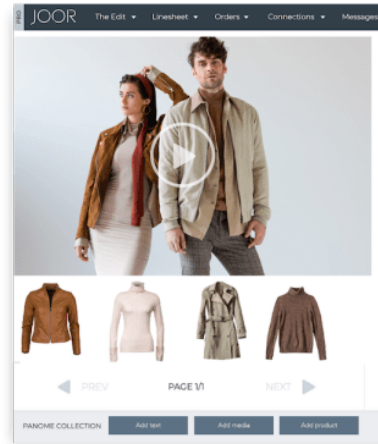 PRO JOOR The Edit Linesheet Orders Connections Messages
PREV PAGE 1/1 NEXT
PANOME COLLECTION Add text Add media Add product